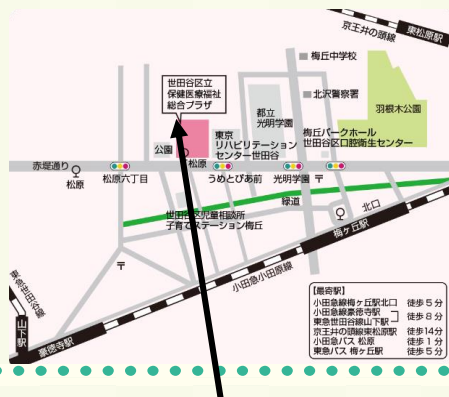 京王井の頭線
東松原駅
梅丘中学校
世田谷区立
保健医療福祉
総合プラザ
北沢警察署
羽根木公園
都立
光明学園
公園
松原
東京
リハビリテーション
センター世田谷
梅丘パークホール
世田谷区口腔衛生センター
赤堤通り
松原
松原六丁目
うめとぴあ前
光明学園
世田谷区児童相談所
子育てステーション梅丘
緑道
北口
梅ヶ丘駅
小田急小田原線
東急世田谷線
山下駅
豪徳寺駅
【最寄駅】
小田急線梅ヶ丘駅北口 徒歩5分
小田急線豪徳寺駅
東急世田谷線山下駅 徒歩8分
京王井の頭線東松原駅 徒歩14分
小田急バス 松原 徒歩1分
東急バス 梅ヶ丘駅 徒歩5分